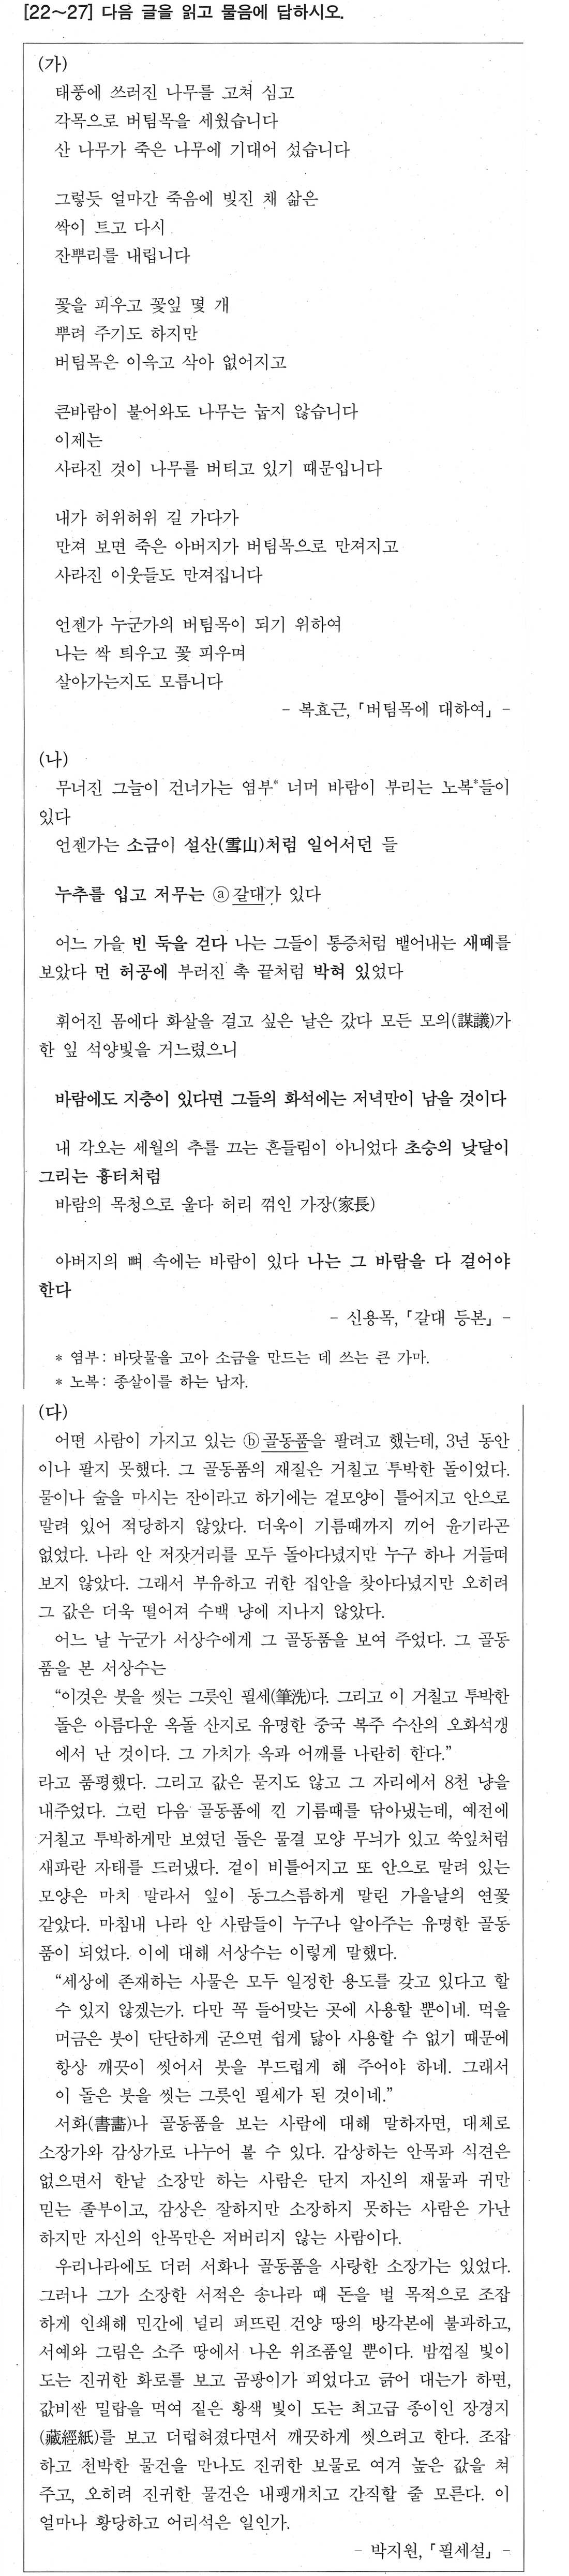 [22~27] 다음 글을 읽고 물음에 답하시오.
(가)
태풍에 쓰러진 나무를 고쳐 심고
각목으로 버팀목을 세웠습니다
산 나무가 죽은 나무에 기대어 섰습니다
그렇듯 얼마간 죽음에 빚진 채 삶은
싹이 트고 다시
잔뿌리를 내립니다
꽃을 피우고 꽃잎 몇 개
뿌려 주기도 하지만
버팀목은 이윽고 삭아 없어지고
큰바람이 불어와도 나무는 눕지 않습니다
이제는
사라진 것이 나무를 버티고 있기 때문입니다
내가 허위허위 길 가다가
만져 보면 죽은 아버지가 버팀목으로 만져지고
사라진 이웃들도 만져집니다
언젠가 누군가의 버팀목이 되기 위하여
나는 싹 틔우고 꽃 피우며
살아가는지도 모릅니다
- 복효근, 「버팀목에 대하여」 -
(나)
무너진 그늘이 건너가는 염부* 너머 바람이 부리는 노복*들이
있다
언젠가는 소금이 설산(雪山)처럼 일어서던 들
누추를 입고 저무는 ⓐ 갈대가 있다
어느 가을 빈 둑을 걷다 나는 그들이 통증처럼 뱉어내는 새떼를
보았다 먼 허공에 부러진 촉 끝처럼 박혀 있었다
휘어진 몸에다 화살을 걸고 싶은 날은 갔다 모든 모의(謀議)가
한 잎 석양빛을 거느렸으니
바람에도 지층이 있다면 그들의 화석에는 저녁만이 남을 것이다
내 각오는 세월의 추를 끄는 흔들림이 아니었다 초승의 낮달이
그리는 흉터처럼
바람의 목청으로 울다 허리 꺾인 가장(家長)
아버지의 뼈 속에는 바람이 있다 나는 그 바람을 다 걸어야
한다
- 신용목, 「갈대 등본」 -
* 염부: 바닷물을 고아 소금을 만드는 데 쓰는 큰 가마.
* 노복: 종살이를 하는 남자.
(다)
어떤 사람이 가지고 있는 ⓑ 골동품을 팔려고 했는데, 3년 동안
이나 팔지 못했다. 그 골동품의 재질은 거칠고 투박한 돌이었다.
물이나 술을 마시는 잔이라고 하기에는 겉모양이 틀어지고 안으로
말려 있어 적당하지 않았다. 더욱이 기름때까지 끼어 윤기라곤
없었다. 나라 안 저잣거리를 모두 돌아다녔지만 누구 하나 거들떠
보지 않았다. 그래서 부유하고 귀한 집안을 찾아다녔지만 오히려
그 값은 더욱 떨어져 수백 냥에 지나지 않았다.
어느 날 누군가 서상수에게 그 골동품을 보여 주었다. 그 골동
품을 본 서상수는
“이것은 붓을 씻는 그릇인 필세(筆洗)다. 그리고 이 거칠고 투박한
돌은 아름다운 옥돌 산지로 유명한 중국 복주 수산의 오화석갱
에서 난 것이다. 그 가치가 옥과 어깨를 나란히 한다.”
라고 품평했다. 그리고 값은 묻지도 않고 그 자리에서 8천 냥을
내주었다. 그런 다음 골동품에 낀 기름때를 닦아냈는데, 예전에
거칠고 투박하게만 보였던 돌은 물결 모양 무늬가 있고 쑥잎처럼
새파란 자태를 드러냈다. 겉이 비틀어지고 또 안으로 말려 있는
모양은 마치 말라서 잎이 동그스름하게 말린 가을날의 연꽃
같았다. 마침내 나라 안 사람들이 누구나 알아주는 유명한 골동
품이 되었다. 이에 대해 서상수는 이렇게 말했다.
“세상에 존재하는 사물은 모두 일정한 용도를 갖고 있다고 할
수 있지 않겠는가. 다만 꼭 들어맞는 곳에 사용할 뿐이네. 먹을
머금은 붓이 단단하게 굳으면 쉽게 닳아 사용할 수 없기 때문에
항상 깨끗이 씻어서 붓을 부드럽게 해 주어야 하네. 그래서
이 돌은 붓을 씻는 그릇인 필세가 된 것이네.”
서화(書畫)나 골동품을 보는 사람에 대해 말하자면, 대체로
소장가와 감상가로 나누어 볼 수 있다. 감상하는 안목과 식견은
없으면서 한낱 소장만 하는 사람은 단지 자신의 재물과 귀만
믿는 졸부이고, 감상은 잘하지만 소장하지 못하는 사람은 가난
하지만 자신의 안목만은 저버리지 않는 사람이다.
우리나라에도 더러 서화나 골동품을 사랑한 소장가는 있었다.
그러나 그가 소장한 서적은 송나라 때 돈을 벌 목적으로 조잡
하게 인쇄해 민간에 널리 퍼뜨린 건양 땅의 방각본에 불과하고,
서예와 그림은 소주 땅에서 나온 위조품일 뿐이다. 밤껍질 빛이
도는 진귀한 화로를 보고 곰팡이가 피었다고 긁어 대는가 하면,
값비싼 밀랍을 먹여 짙은 황색 빛이 도는 최고급 종이인 장경지
(藏經紙)를 보고 더럽혀졌다면서 깨끗하게 씻으려고 한다. 조잡
하고 천박한 물건을 만나도 진귀한 보물로 여겨 높은 값을 쳐
주고, 오히려 진귀한 물건은 내팽개치고 간직할 줄 모른다. 이
얼마나 황당하고 어리석은 일인가.
- 박지원, 「필세설」 -